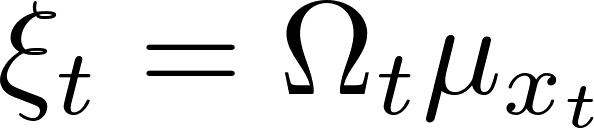 ξ_t = Ω_t μ_{x_t}